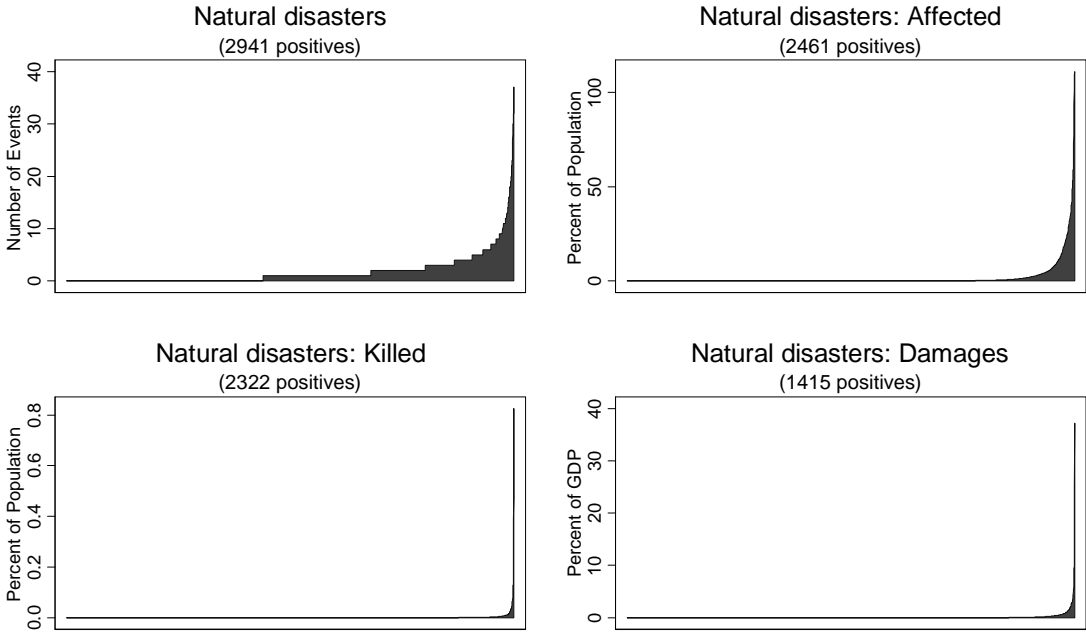 Natural disasters
(2941 positives)
Number of Events
40
30
20
10
0
Natural disasters: Affected
(2461 positives)
Percent of Population
100
50
0
Natural disasters: Killed
(2322 positives)
Percent of Population
0.8
0.6
0.4
0.2
0.0
Natural disasters: Damages
(1415 positives)
Percent of GDP
40
30
20
10
0